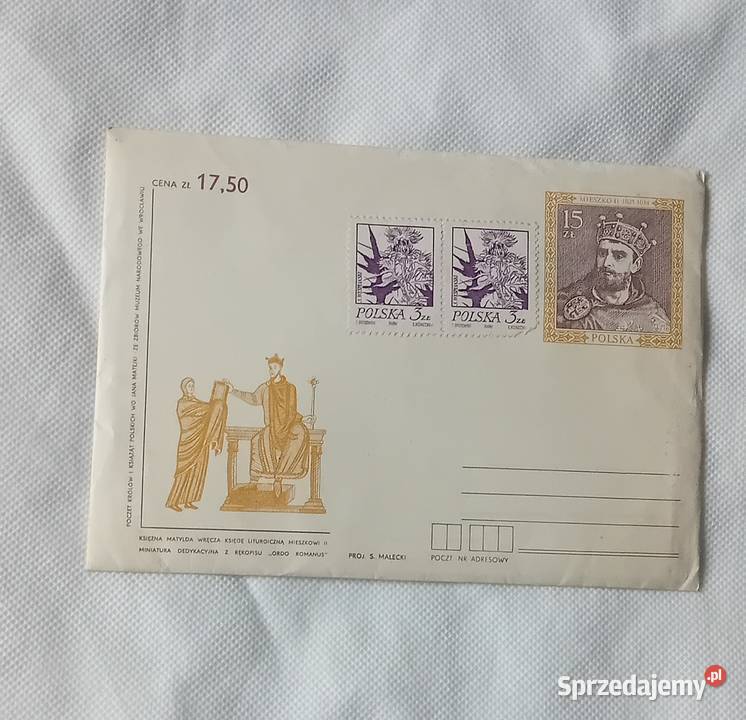 CENA ZŁ 17,50
MIESZKO II 1025-1034
15
ZŁ
POLSKA
POLSKA 3ZŁ
POLSKA 3ZŁ
POCZET KRÓLÓW I KSIĄŻĄT POLSKICH WG JANA MATEJKI ZE ZBIORÓW MUZEUM NARODOWEGO WE WROCŁAWIU
KSIĘŻNA MATYLDA WRĘCZA KSIĘGĘ LITURGICZNĄ MIESZKOWI II
MINIATURA DEDYKACYJNA Z RĘKOPISU „ORDO ROMANUS"
PROJ. S. MALECKI
POCZT. NR ADRESOWY
Sprzedajemy.pl